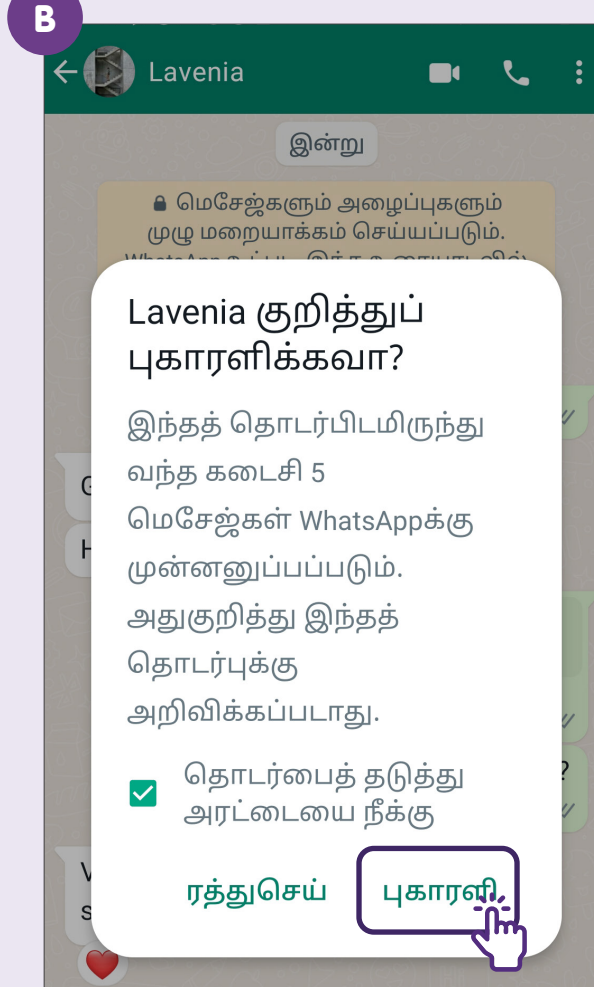 B
Lavenia
இன்று
மெசேஜ்களும் அழைப்புகளும்
முழு மறையாக்கம் செய்யப்படும்.
Lavenia குறித்துப்
புகாரளிக்கவா?
இந்தத் தொடர்பிடமிருந்து
வந்த கடைசி 5
மெசேஜ்கள் WhatsAppக்கு
முன்னனுப்பப்படும்.
அதுகுறித்து இந்தத்
தொடர்புக்கு
அறிவிக்கப்படாது.
தொடர்பைத் தடுத்து
அரட்டையை நீக்கு
ரத்துசெய் புகாரளி